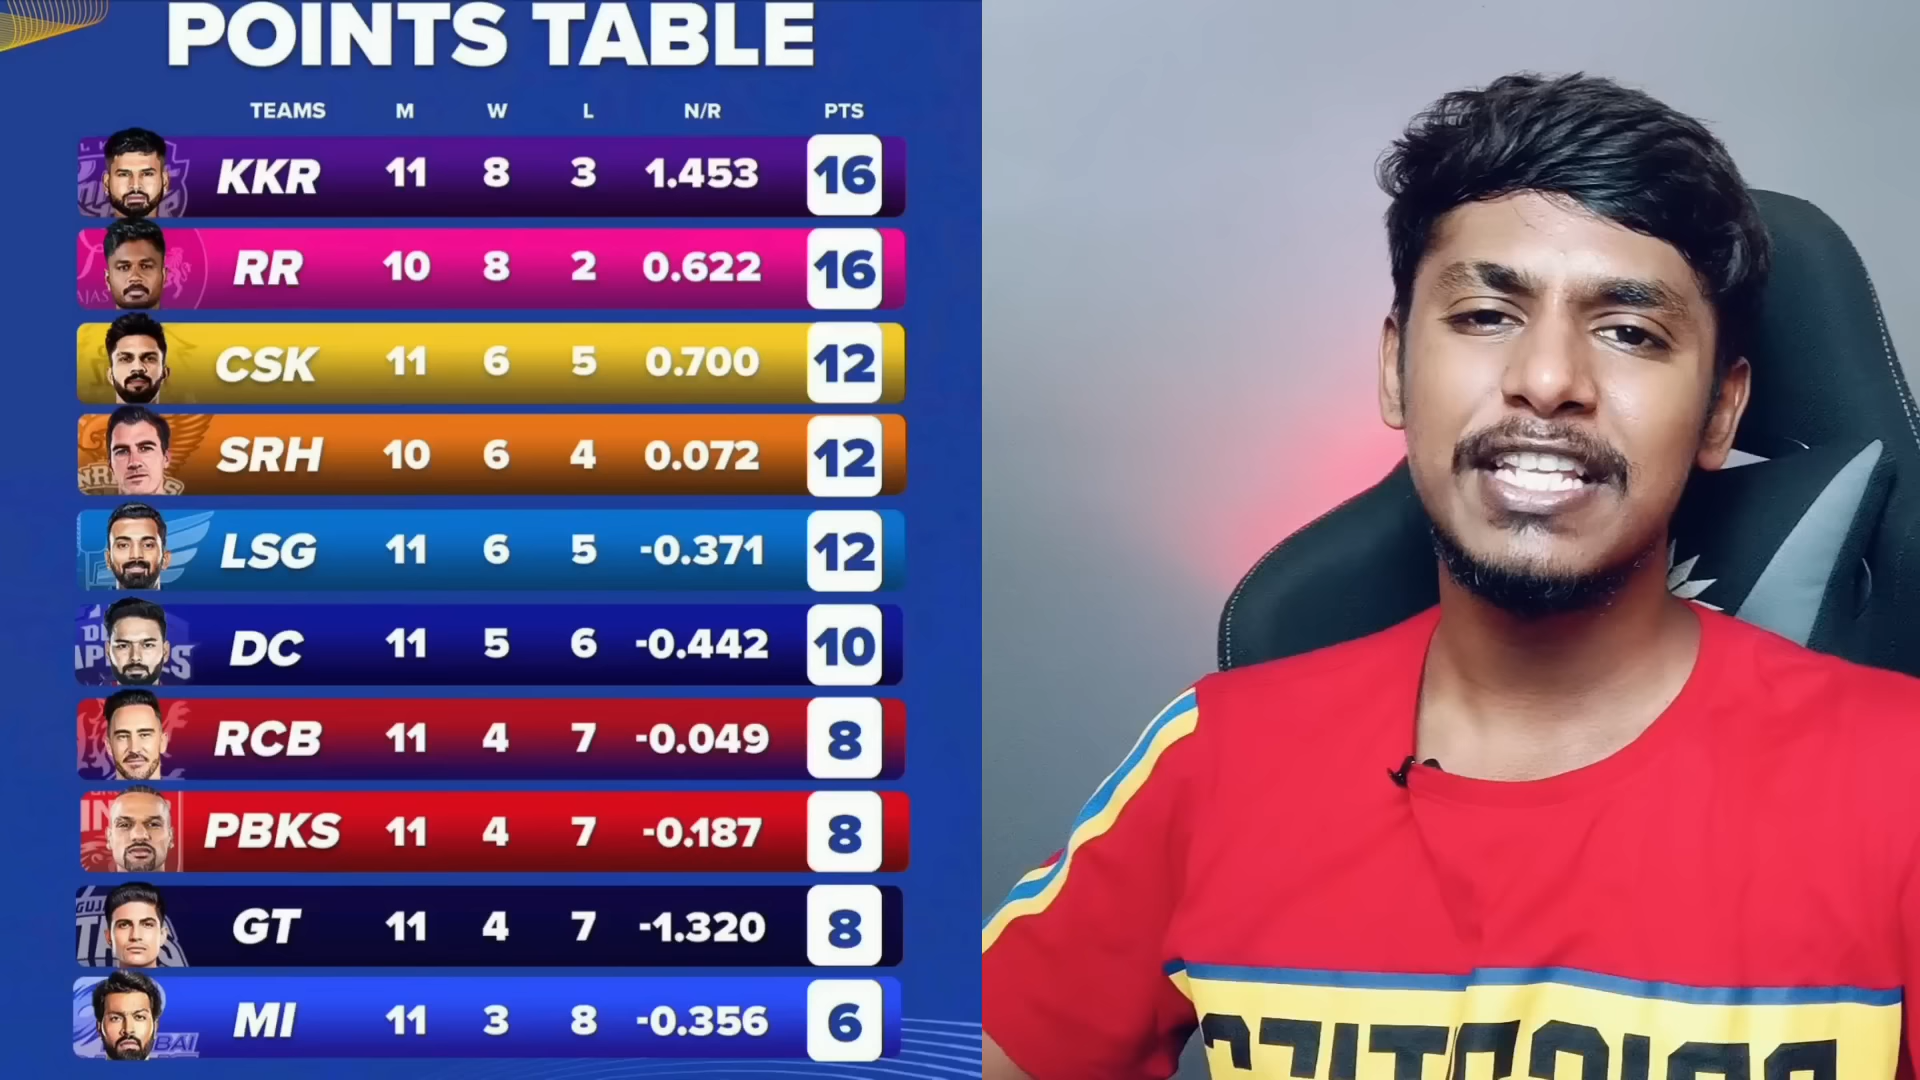 POINTS TABLE
TEAMS M W L N/R PTS
KKR 11 8 3 1.453 16
RR 10 8 2 0.622 16
CSK 11 6 5 0.700 12
SRH 10 6 4 0.072 12
LSG 11 6 5 -0.371 12
DC 11 5 6 -0.442 10
RCB 11 4 7 -0.049 8
PBKS 11 4 7 -0.187 8
GT 11 4 7 -1.320 8
MI 11 3 8 -0.356 6